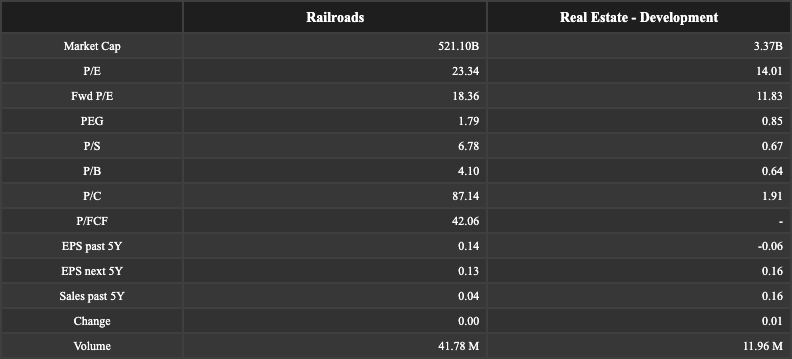 Railroads Real Estate - Development
Market Cap 521.10B 3.37B
P/E 23.34 14.01
Fwd P/E 18.36 11.83
PEG 1.79 0.85
P/S 6.78 0.67
P/B 4.10 0.64
P/C 87.14 1.91
P/FCF 42.06 -
EPS past 5Y 0.14 -0.06
EPS next 5Y 0.13 0.16
Sales past 5Y 0.04 0.16
Change 0.00 0.01
Volume 41.78 M 11.96 M